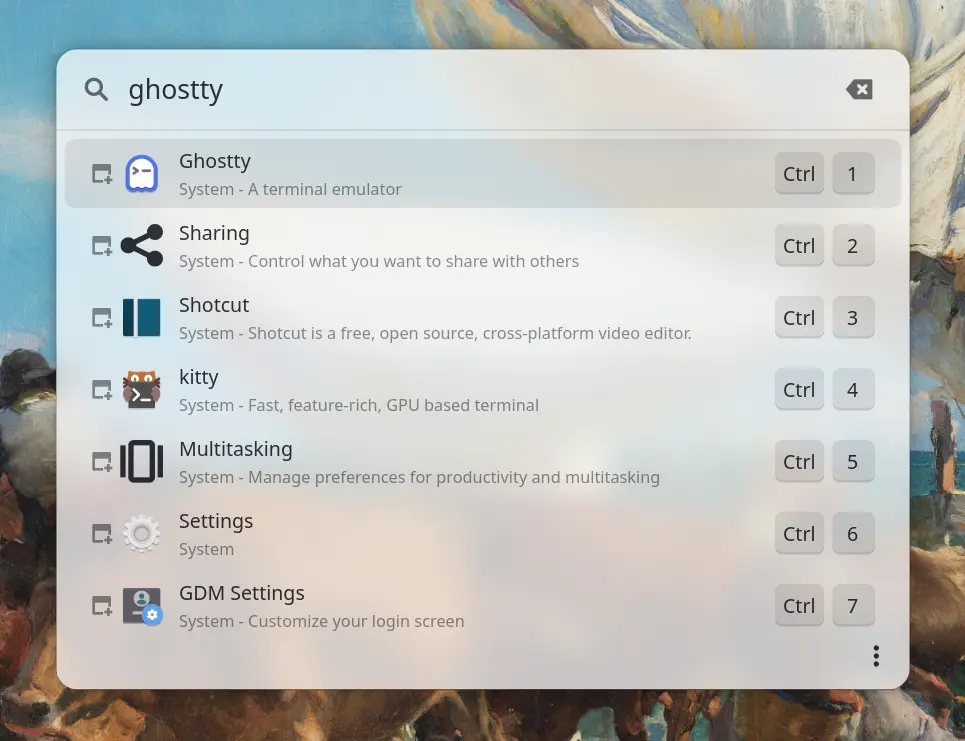 ghostty
Ghostty
System - A terminal emulator
Ctrl 1
Sharing
System - Control what you want to share with others
Ctrl 2
Shotcut
System - Shotcut is a free, open source, cross-platform video editor.
Ctrl 3
kitty
System - Fast, feature-rich, GPU based terminal
Ctrl 4
Multitasking
System - Manage preferences for productivity and multitasking
Ctrl 5
Settings
System
Ctrl 6
GDM Settings
System - Customize your login screen
Ctrl 7